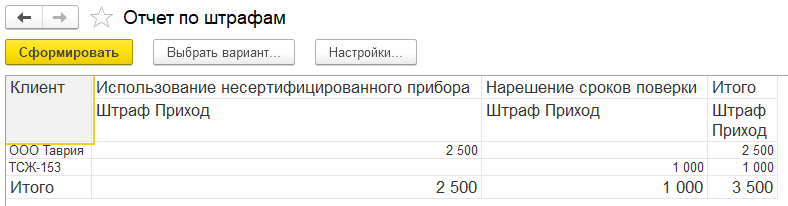 Отчет по штрафам
Сформировать Выбрать вариант... Настройки...
Клиент Использование несертифицированного прибора Нарешение сроков поверки Итого
Штраф Приход Штраф Приход Штраф
Приход
ООО Таврия 2 500 2 500
ТСЖ-153 1 000 1 000
Итого 2 500 1 000 3 500